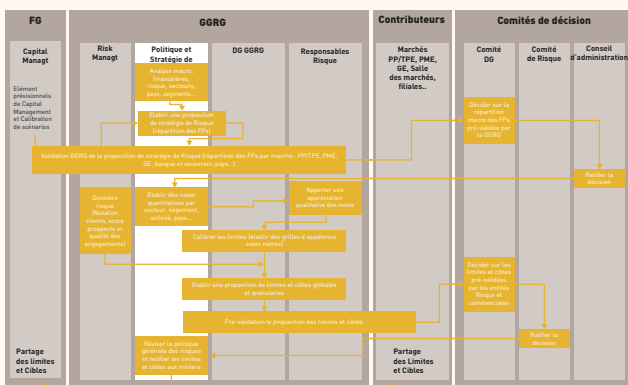 FG
GGRG
Contributeurs
Comités de décision
Capital
Managt
Risk
Managt
Politique et
Stratégie de
DG GGRG
Responsables
Risque
Marchés
PP/TPE, PME,
GE, Salle
des marchés,
filiales..
Comité
DG
Comité
de Risque
Conseil
d'administration
Elément
prévisionnels
de Capital
Management
et Calibration
de scénarios
Analyse macro,
financières,
risque, secteurs,
pays, segments...
Etablir une proposition
de stratégie de Risque
(répartition des FPs)
Décider sur la
répartition
macro des FPs
pré-validée par
la GGRG
Validation GGRG de la proposition de stratégie de Risque (répartition des FPs par marché : PP/TPE, PME,
GE, banque et souverain, pays...)
Ratifier la
décision
Données
risque
(Notation
clients, score
prospects et
qualité des
engagements)
Etablir des notes
quantitatives par
secteur, segement,
activité, pays...
Apporter une
appréciation
qualitative des notes
Calibrer les limites (établir des grilles d'appétence
selon notres)
Etablir une proposition de limites et cibles globales
et granulaires
Décider sur les
limites et cibles
pré-validées
par les entités
Risque et
commerciales
Pré-validation le proposition des limites et cibles
Ratifier la
décision
Réviser la politique
générale des risques
et notifier les limites
et cibles aux métiers
Partage
des limites
et Cibles
Partage
des Limites
et Cibles